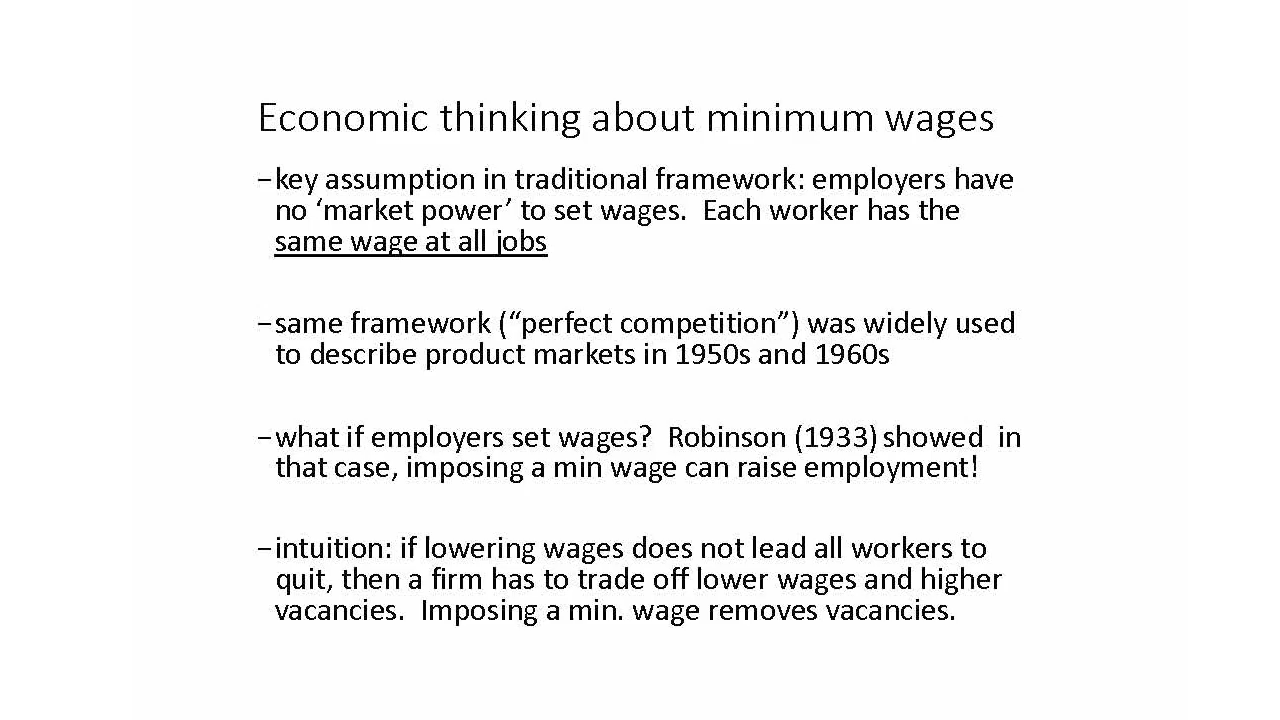 Economic thinking about minimum wages
–key assumption in traditional framework: employers have
no ‘market power’ to set wages.  Each worker has the
same wage at all jobs
–same framework (“perfect competition”) was widely used
to describe product markets in 1950s and 1960s
–what if employers set wages?  Robinson (1933) showed  in
that case, imposing a min wage can raise employment!
–intuition: if lowering wages does not lead all workers to
quit, then a firm has to trade off lower wages and higher
vacancies.  Imposing a min. wage removes vacancies.